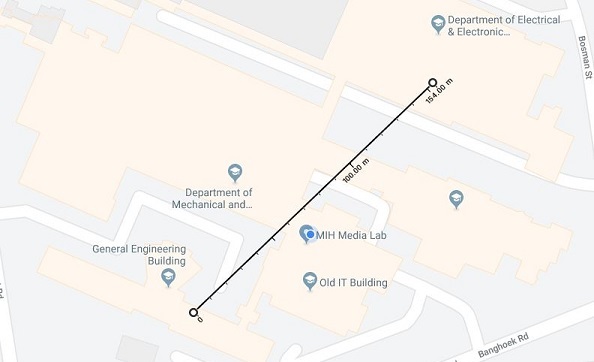 Department of Electrical
& Electronic...
Bosman St
154.00 m
100.00 m
Department of
Mechanical and...
MIH Media Lab
General Engineering
Building
Old IT Building
0
Banghoek Rd
Rd